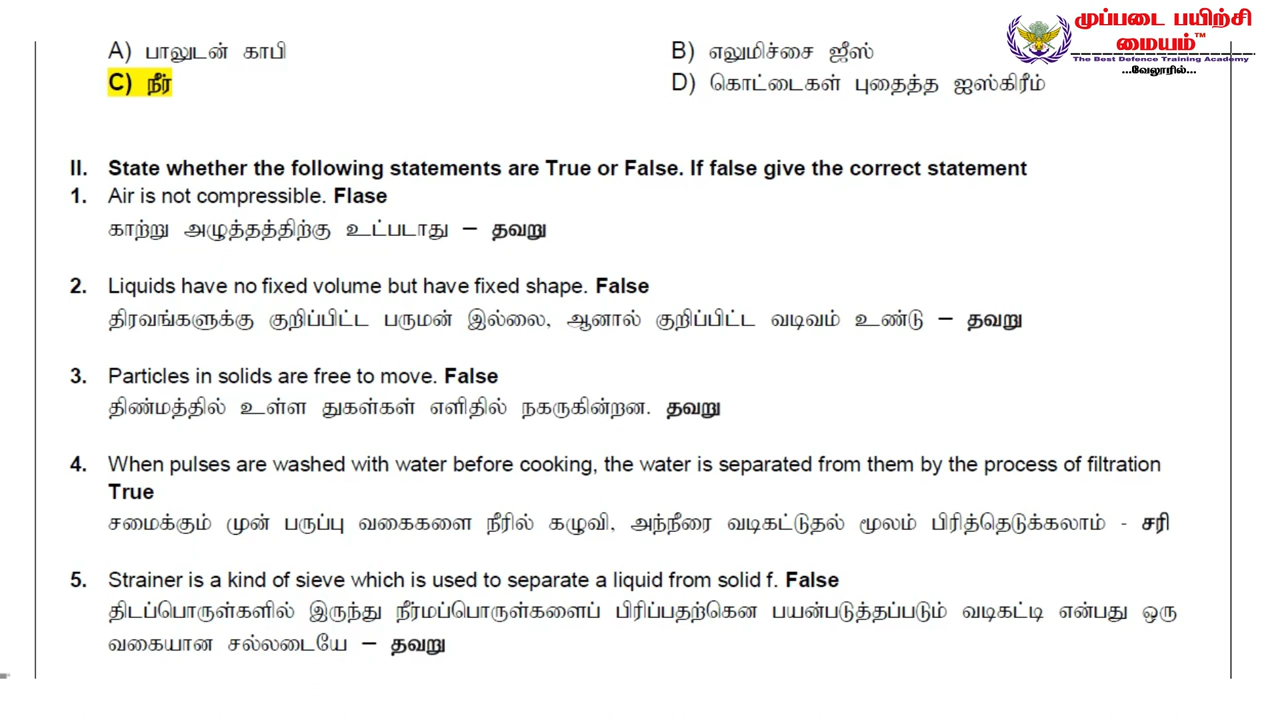 முப்படை பயிற்சி
மையம்™
The Best Defence Training Academy
...வேலூரில்...
A) பாலுடன் காபி B) எலுமிச்சை ஜீஸ்
C) நீர் D) கொட்டைகள் புதைத்த ஐஸ்கிரீம்
II. State whether the following statements are True or False. If false give the correct statement
1. Air is not compressible. Flase
காற்று அழுத்தத்திற்கு உட்படாது – தவறு
2. Liquids have no fixed volume but have fixed shape. False
திரவங்களுக்கு குறிப்பிட்ட பருமன் இல்லை, ஆனால் குறிப்பிட்ட வடிவம் உண்டு – தவறு
3. Particles in solids are free to move. False
திண்மத்தில் உள்ள துகள்கள் எளிதில் நகருகின்றன. தவறு
4. When pulses are washed with water before cooking, the water is separated from them by the process of filtration
True
சமைக்கும் முன் பருப்பு வகைகளை நீரில் கழுவி, அந்நீரை வடிகட்டுதல் மூலம் பிரித்தெடுக்கலாம் - சரி
5. Strainer is a kind of sieve which is used to separate a liquid from solid f. False
திடப்பொருள்களில் இருந்து நீர்மப்பொருள்களைப் பிரிப்பதற்கென பயன்படுத்தப்படும் வடிகட்டி என்பது ஒரு
வகையான சல்லடையே – தவறு